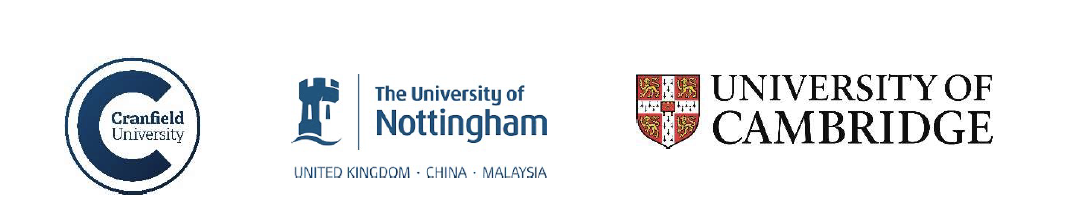 Cranfield
University
The University of
Nottingham
UNITED KINGDOM · CHINA · MALAYSIA
UNIVERSITY OF
CAMBRIDGE